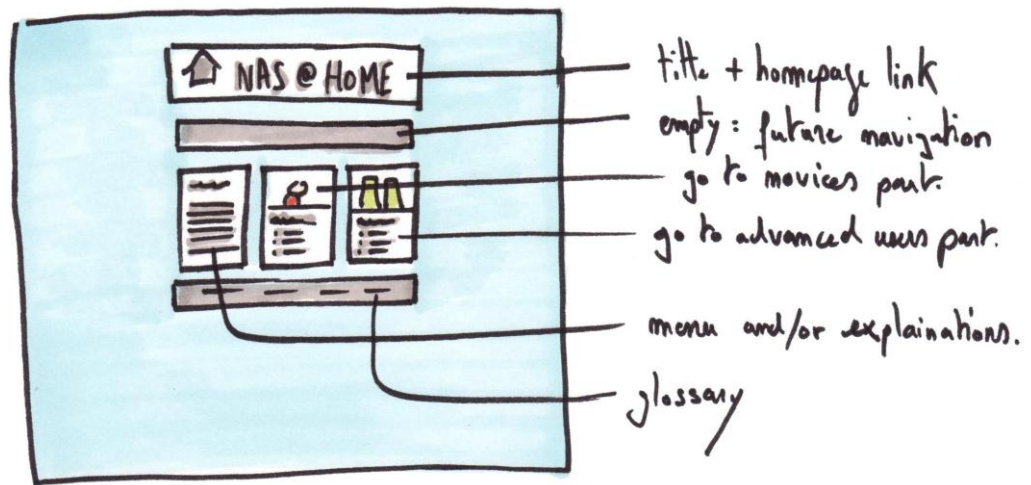 NAS @ HOME
title + homepage link
empty : future navigation
go to novices part.
go to advanced users part.
menu and/or explainations.
glossary